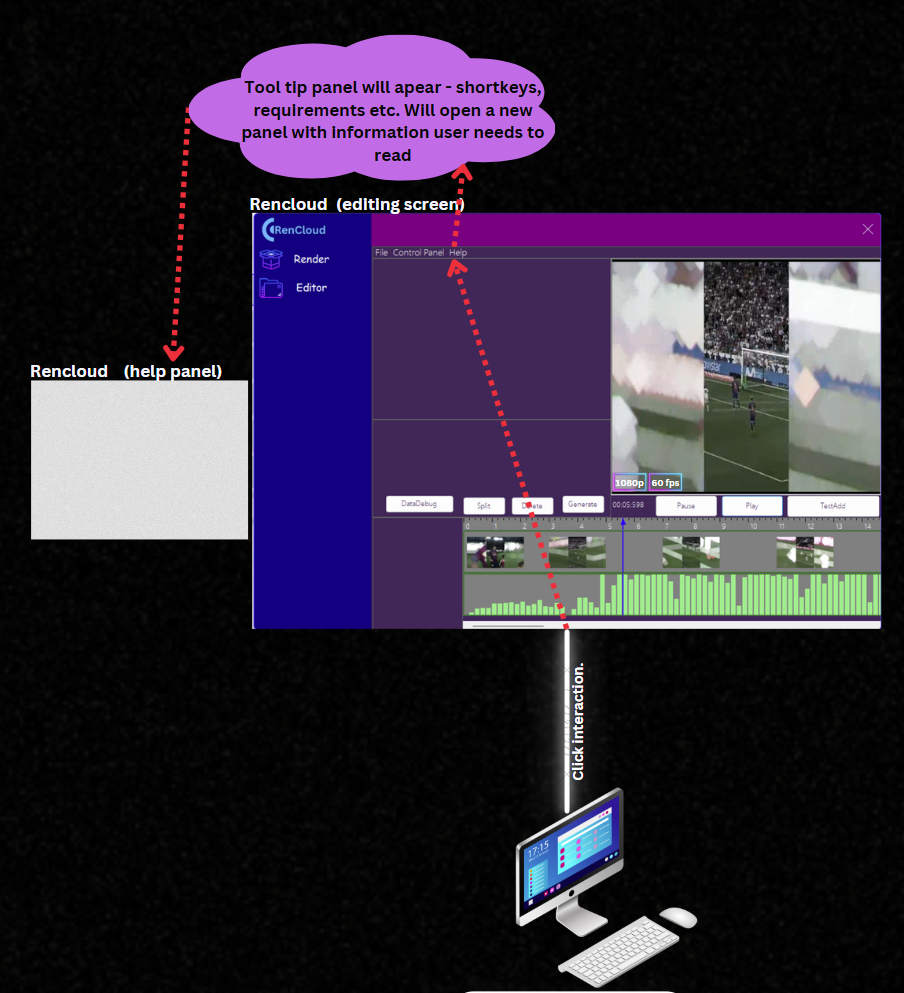 Tool tip panel will apear - shortkeys,
requirements etc. Will open a new
panel with information user needs to
read
Rencloud (editing screen)
RenCloud
Render
Editor
File Control Panel Help
1080p 60 fps
DataDebug Split Delete Generate 00:05.598 Pause Play TestAdd
0 1 2 3 4 5 6 7 8 9 10 11 12 13 14
Rencloud (help panel)
Click interaction.
17:15